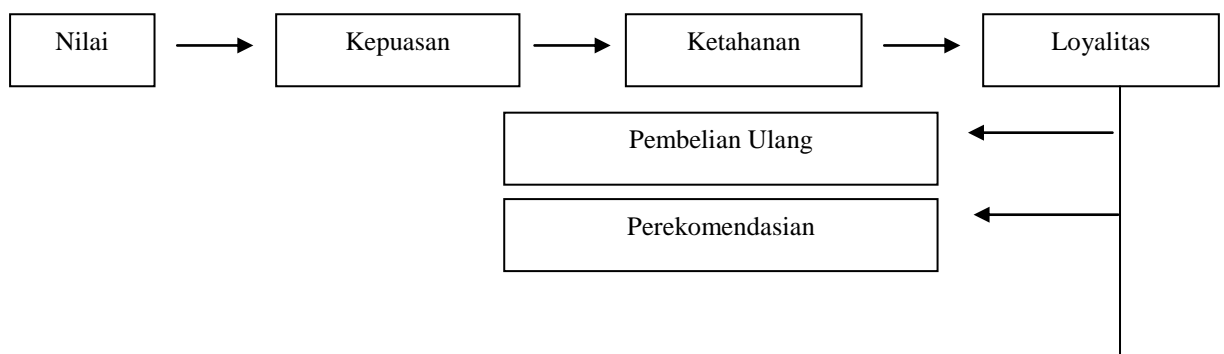 Nilai
Kepuasan
Ketahanan
Loyalitas
Pembelian Ulang
Perekomendasian